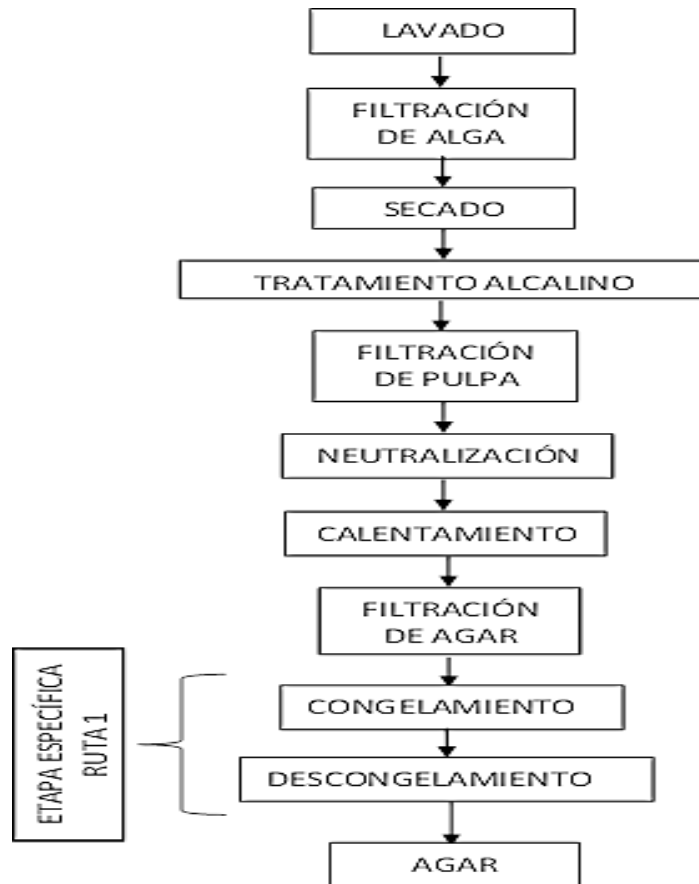 LAVADO
FILTRACIÓN
DE ALGA
SECADO
TRATAMIENTO ALCALINO
FILTRACIÓN
DE PULPA
NEUTRALIZACIÓN
CALENTAMIENTO
FILTRACIÓN
DE AGAR
ETAPA ESPECÍFICA
RUTA 1
CONGELAMIENTO
DESCONGELAMIENTO
AGAR